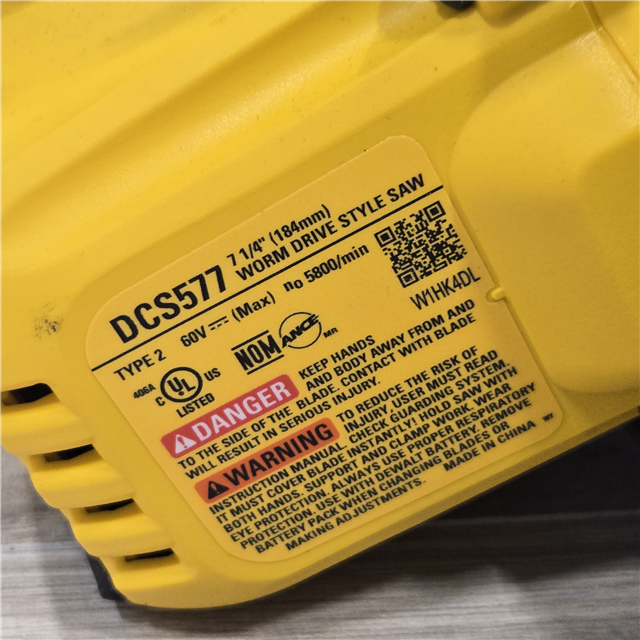 DCS577 7 1/4" (184mm)
WORM DRIVE STYLE SAW
TYPE 2 60V ⎓ (Max) n0 5800/min
W1HK4DL
406A
C UL US
LISTED
NOM ANCE MR
DANGER KEEP HANDS
AND BODY AWAY FROM AND
TO THE SIDE OF THE BLADE. CONTACT WITH BLADE
WILL RESULT IN SERIOUS INJURY.
WARNING TO REDUCE THE RISK OF
INJURY USER MUST READ
INSTRUCTION MANUAL. CHECK GUARDING SYSTEM,
IT MUST COVER BLADE INSTANTLY! HOLD SAW WITH
BOTH HANDS. SUPPORT AND CLAMP WORK. WEAR
EYE PROTECTION. ALWAYS USE PROPER RESPIRATORY
PROTECTION. USE WITH DEWALT BATTERY. REMOVE
BATTERY PACK WHEN CHANGING BLADES OR
MAKING ADJUSTMENTS.
MADE IN CHINA